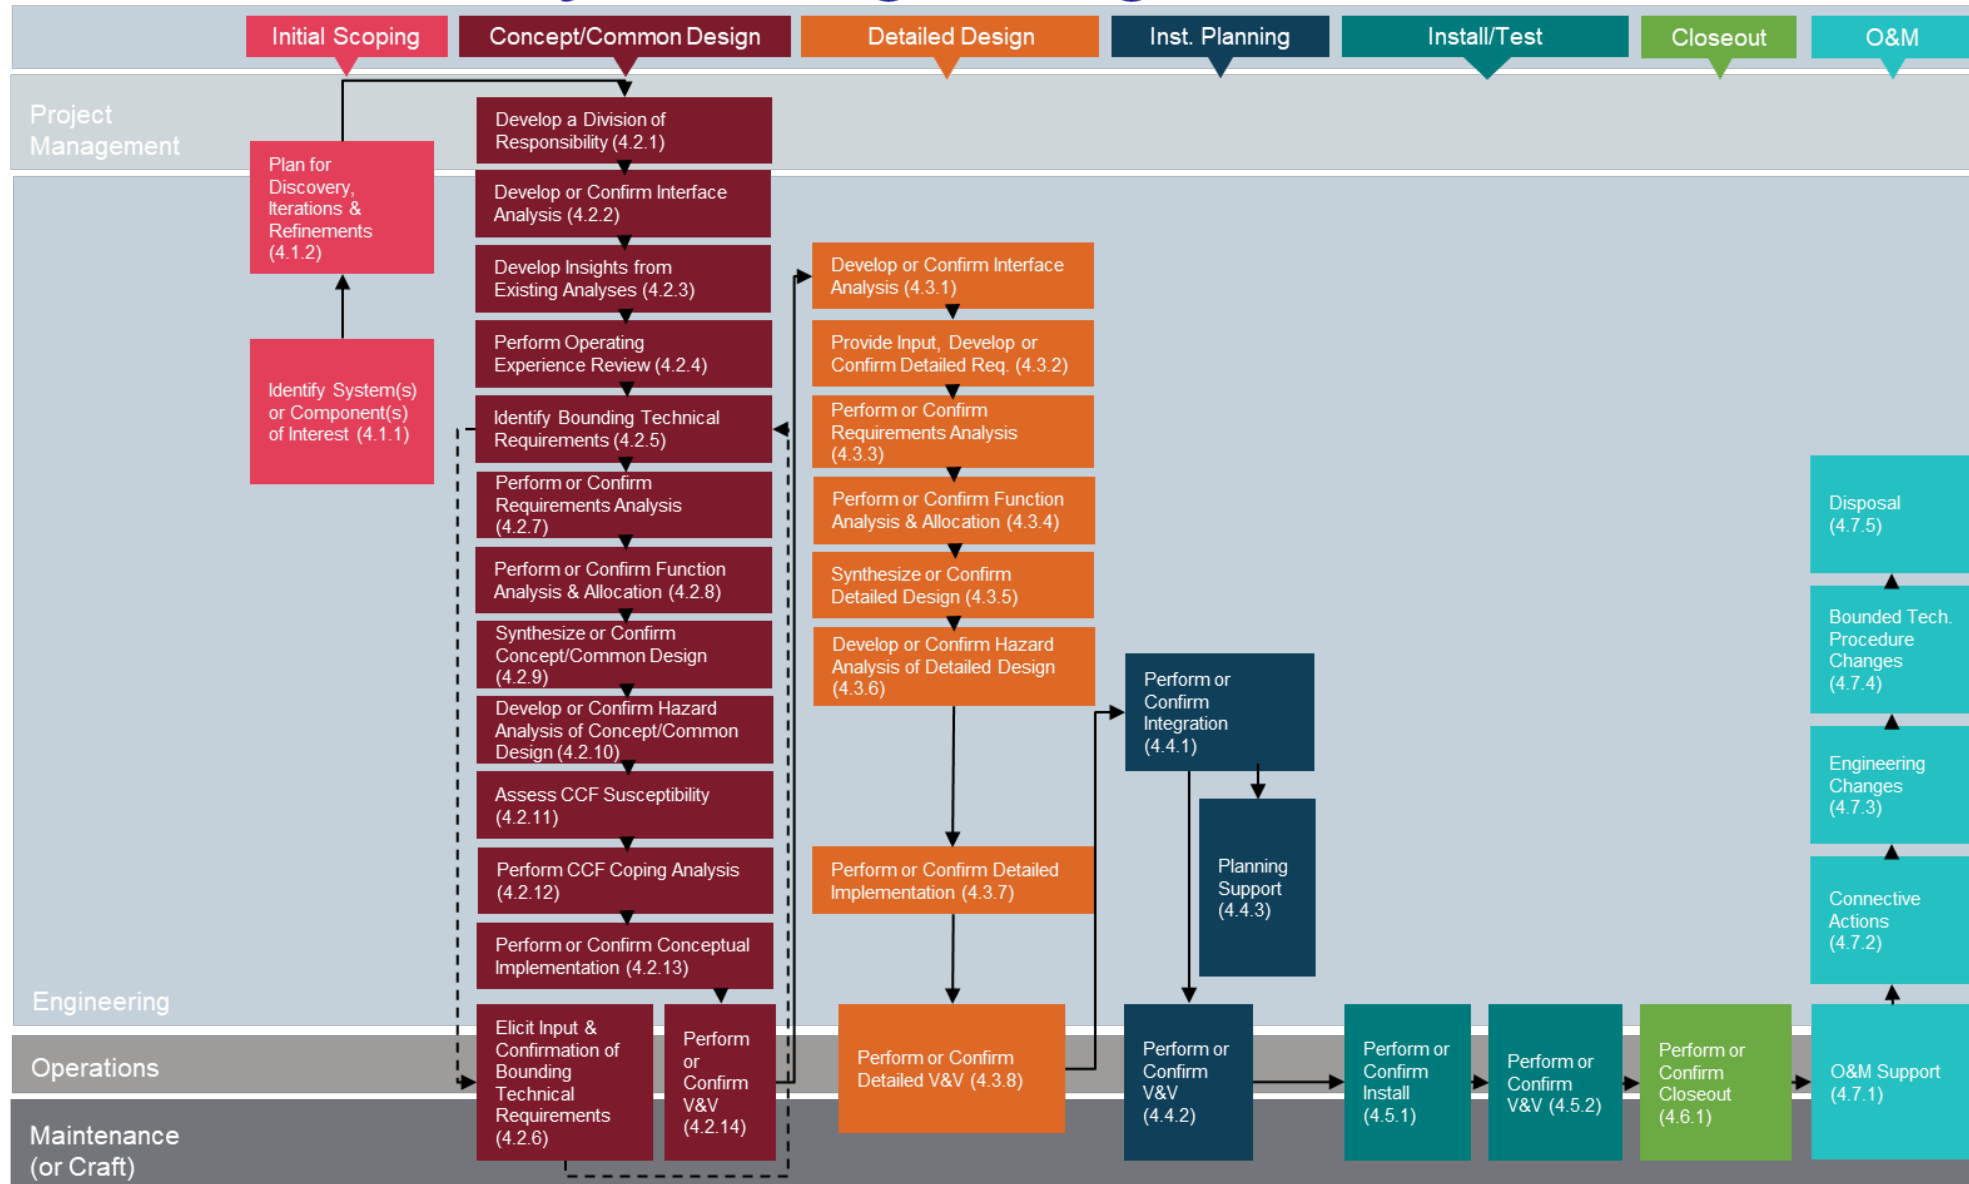 Initial Scoping
Concept/Common Design
Detailed Design
Inst. Planning
Install/Test
Closeout
O&M
Project
Management
Engineering
Operations
Maintenance
(or Craft)
Plan for
Discovery,
Iterations &
Refinements
(4.1.2)
Identify System(s)
or Component(s)
of Interest (4.1.1)
Develop a Division of
Responsibility (4.2.1)
Develop or Confirm Interface
Analysis (4.2.2)
Develop Insights from
Existing Analyses (4.2.3)
Perform Operating
Experience Review (4.2.4)
Identify Bounding Technical
Requirements (4.2.5)
Perform or Confirm
Requirements Analysis
(4.2.7)
Perform or Confirm Function
Analysis & Allocation (4.2.8)
Synthesize or Confirm
Concept/Common Design
(4.2.9)
Develop or Confirm Hazard
Analysis of Concept/Common
Design (4.2.10)
Assess CCF Susceptibility
(4.2.11)
Perform CCF Coping Analysis
(4.2.12)
Perform or Confirm Conceptual
Implementation (4.2.13)
Elicit Input &
Confirmation of
Bounding
Technical
Requirements
(4.2.6)
Perform
or
Confirm
V&V
(4.2.14)
Develop or Confirm Interface
Analysis (4.3.1)
Provide Input, Develop or
Confirm Detailed Req. (4.3.2)
Perform or Confirm
Requirements Analysis
(4.3.3)
Perform or Confirm Function
Analysis & Allocation (4.3.4)
Synthesize or Confirm
Detailed Design (4.3.5)
Develop or Confirm Hazard
Analysis of Detailed Design
(4.3.6)
Perform or Confirm Detailed
Implementation (4.3.7)
Perform or Confirm
Detailed V&V (4.3.8)
Perform or
Confirm
Integration
(4.4.1)
Planning
Support
(4.4.3)
Perform or
Confirm
V&V
(4.4.2)
Perform or
Confirm
Install
(4.5.1)
Perform or
Confirm
V&V (4.5.2)
Perform or
Confirm
Closeout
(4.6.1)
Disposal
(4.7.5)
Bounded Tech.
Procedure
Changes
(4.7.4)
Engineering
Changes
(4.7.3)
Connective
Actions
(4.7.2)
O&M Support
(4.7.1)